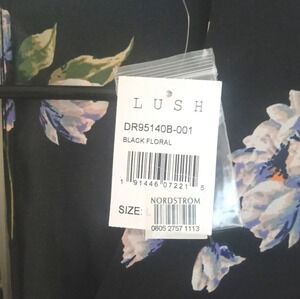 LUSH
DR95140B-001
BLACK FLORAL
1 91446 07221 5
SIZE: L
NORDSTROM
0805 2757 1113